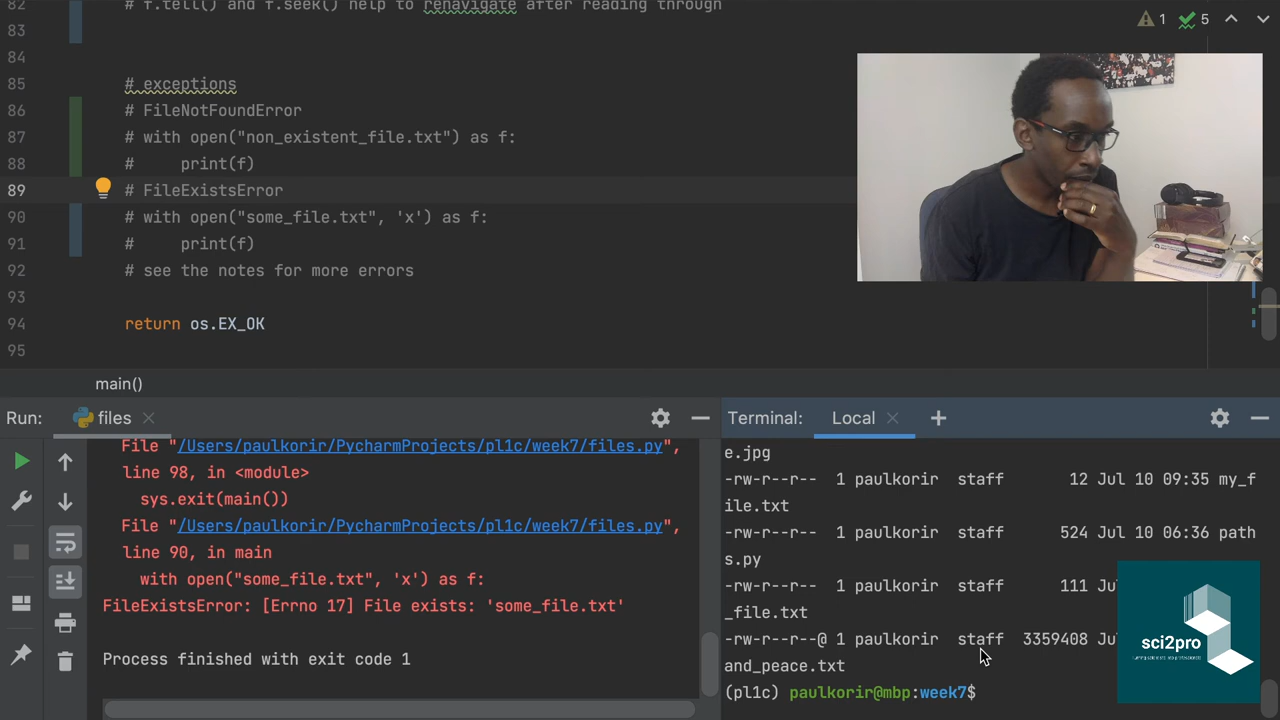 82 # f.tell() and f.seek() help to renavigate after reading through
83
84
85 # exceptions
86 # FileNotFoundError
87 # with open("non_existent_file.txt") as f:
88 #     print(f)
89 # FileExistsError
90 # with open("some_file.txt", 'x') as f:
91 #     print(f)
92 # see the notes for more errors
93
94 return os.EX_OK
95
1 5
main()
Run: files
File "/Users/paulkorir/PycharmProjects/pl1c/week7/files.py",
line 98, in <module>
sys.exit(main())
File "/Users/paulkorir/PycharmProjects/pl1c/week7/files.py",
line 90, in main
with open("some_file.txt", 'x') as f:
FileExistsError: [Errno 17] File exists: 'some_file.txt'
Process finished with exit code 1
Terminal: Local
e.jpg
-rw-r--r-- 1 paulkorir staff 12 Jul 10 09:35 my_f
ile.txt
-rw-r--r-- 1 paulkorir staff 524 Jul 10 06:36 path
s.py
-rw-r--r-- 1 paulkorir staff 111
_file.txt
-rw-r--r--@ 1 paulkorir staff 3359408
and_peace.txt
(pl1c) paulkorir@mbp:week7$
sci2pro